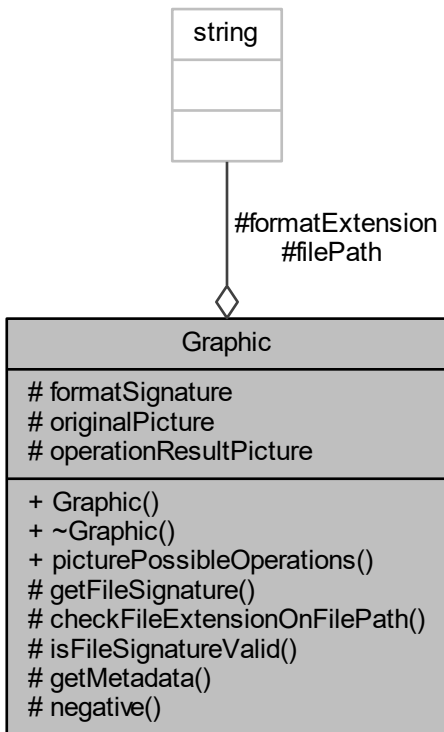 string
#formatExtension
#filePath
Graphic
# formatSignature
# originalPicture
# operationResultPicture
+ Graphic()
+ ~Graphic()
+ picturePossibleOperations()
# getFileSignature()
# checkFileExtensionOnFilePath()
# isFileSignatureValid()
# getMetadata()
# negative()